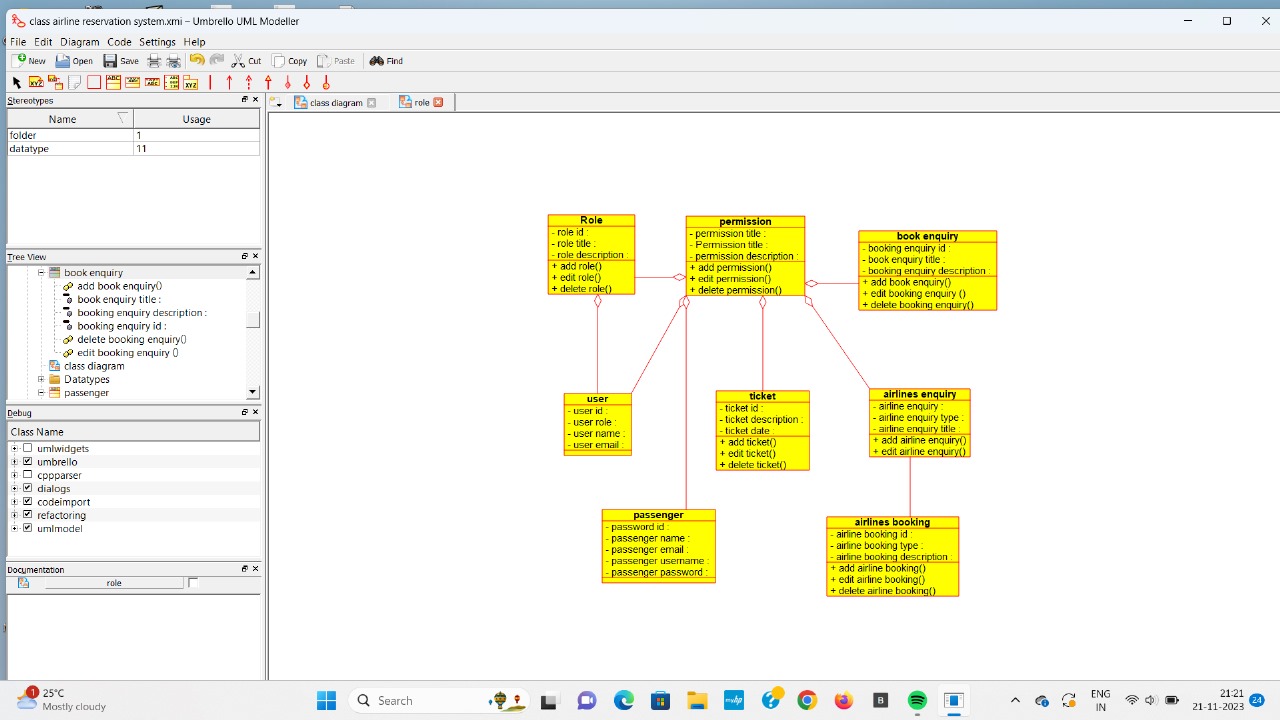 class airline reservation system.xmi – Umbrello UML Modeller
File Edit Diagram Code Settings Help
New Open Save Cut Copy Paste Find
Stereotypes
Name Usage
folder 1
datatype 11
Tree View
book enquiry
add book enquiry()
book enquiry title :
booking enquiry description :
booking enquiry id :
delete booking enquiry()
edit booking enquiry ()
class diagram
Datatypes
passenger
Debug
Class Name
umlwidgets
umbrello
cppparser
dialogs
codeimport
refactoring
umlmodel
Documentation
role
class diagram
role
Role
- role id :
- role title :
- role description :
+ add role()
+ edit role()
+ delete role()
permission
- permission title :
- Permission title :
- permission description :
+ add permission()
+ edit permission()
+ delete permission()
book enquiry
- booking enquiry id :
- book enquiry title :
- booking enquiry description :
+ add book enquiry()
+ edit booking enquiry ()
+ delete booking enquiry()
user
- user id :
- user role :
- user name :
- user email :
ticket
- ticket id :
- ticket description :
- ticket date :
+ add ticket()
+ edit ticket()
+ delete ticket()
airlines enquiry
- airline enquiry :
- airline enquiry type :
- airline enquiry title :
+ add airline enquiry()
+ edit airline enquiry()
passenger
- password id :
- passenger name :
- passenger email :
- passenger username :
- passenger password :
airlines booking
- airline booking id :
- airline booking type :
- airline booking description :
+ add airline booking()
+ edit airline booking()
+ delete airline booking()
1
25°C
Mostly cloudy
Search
ENG
IN
21:21
21-11-2023
24